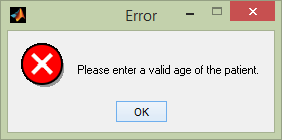 Error
Please enter a valid age of the patient.
OK